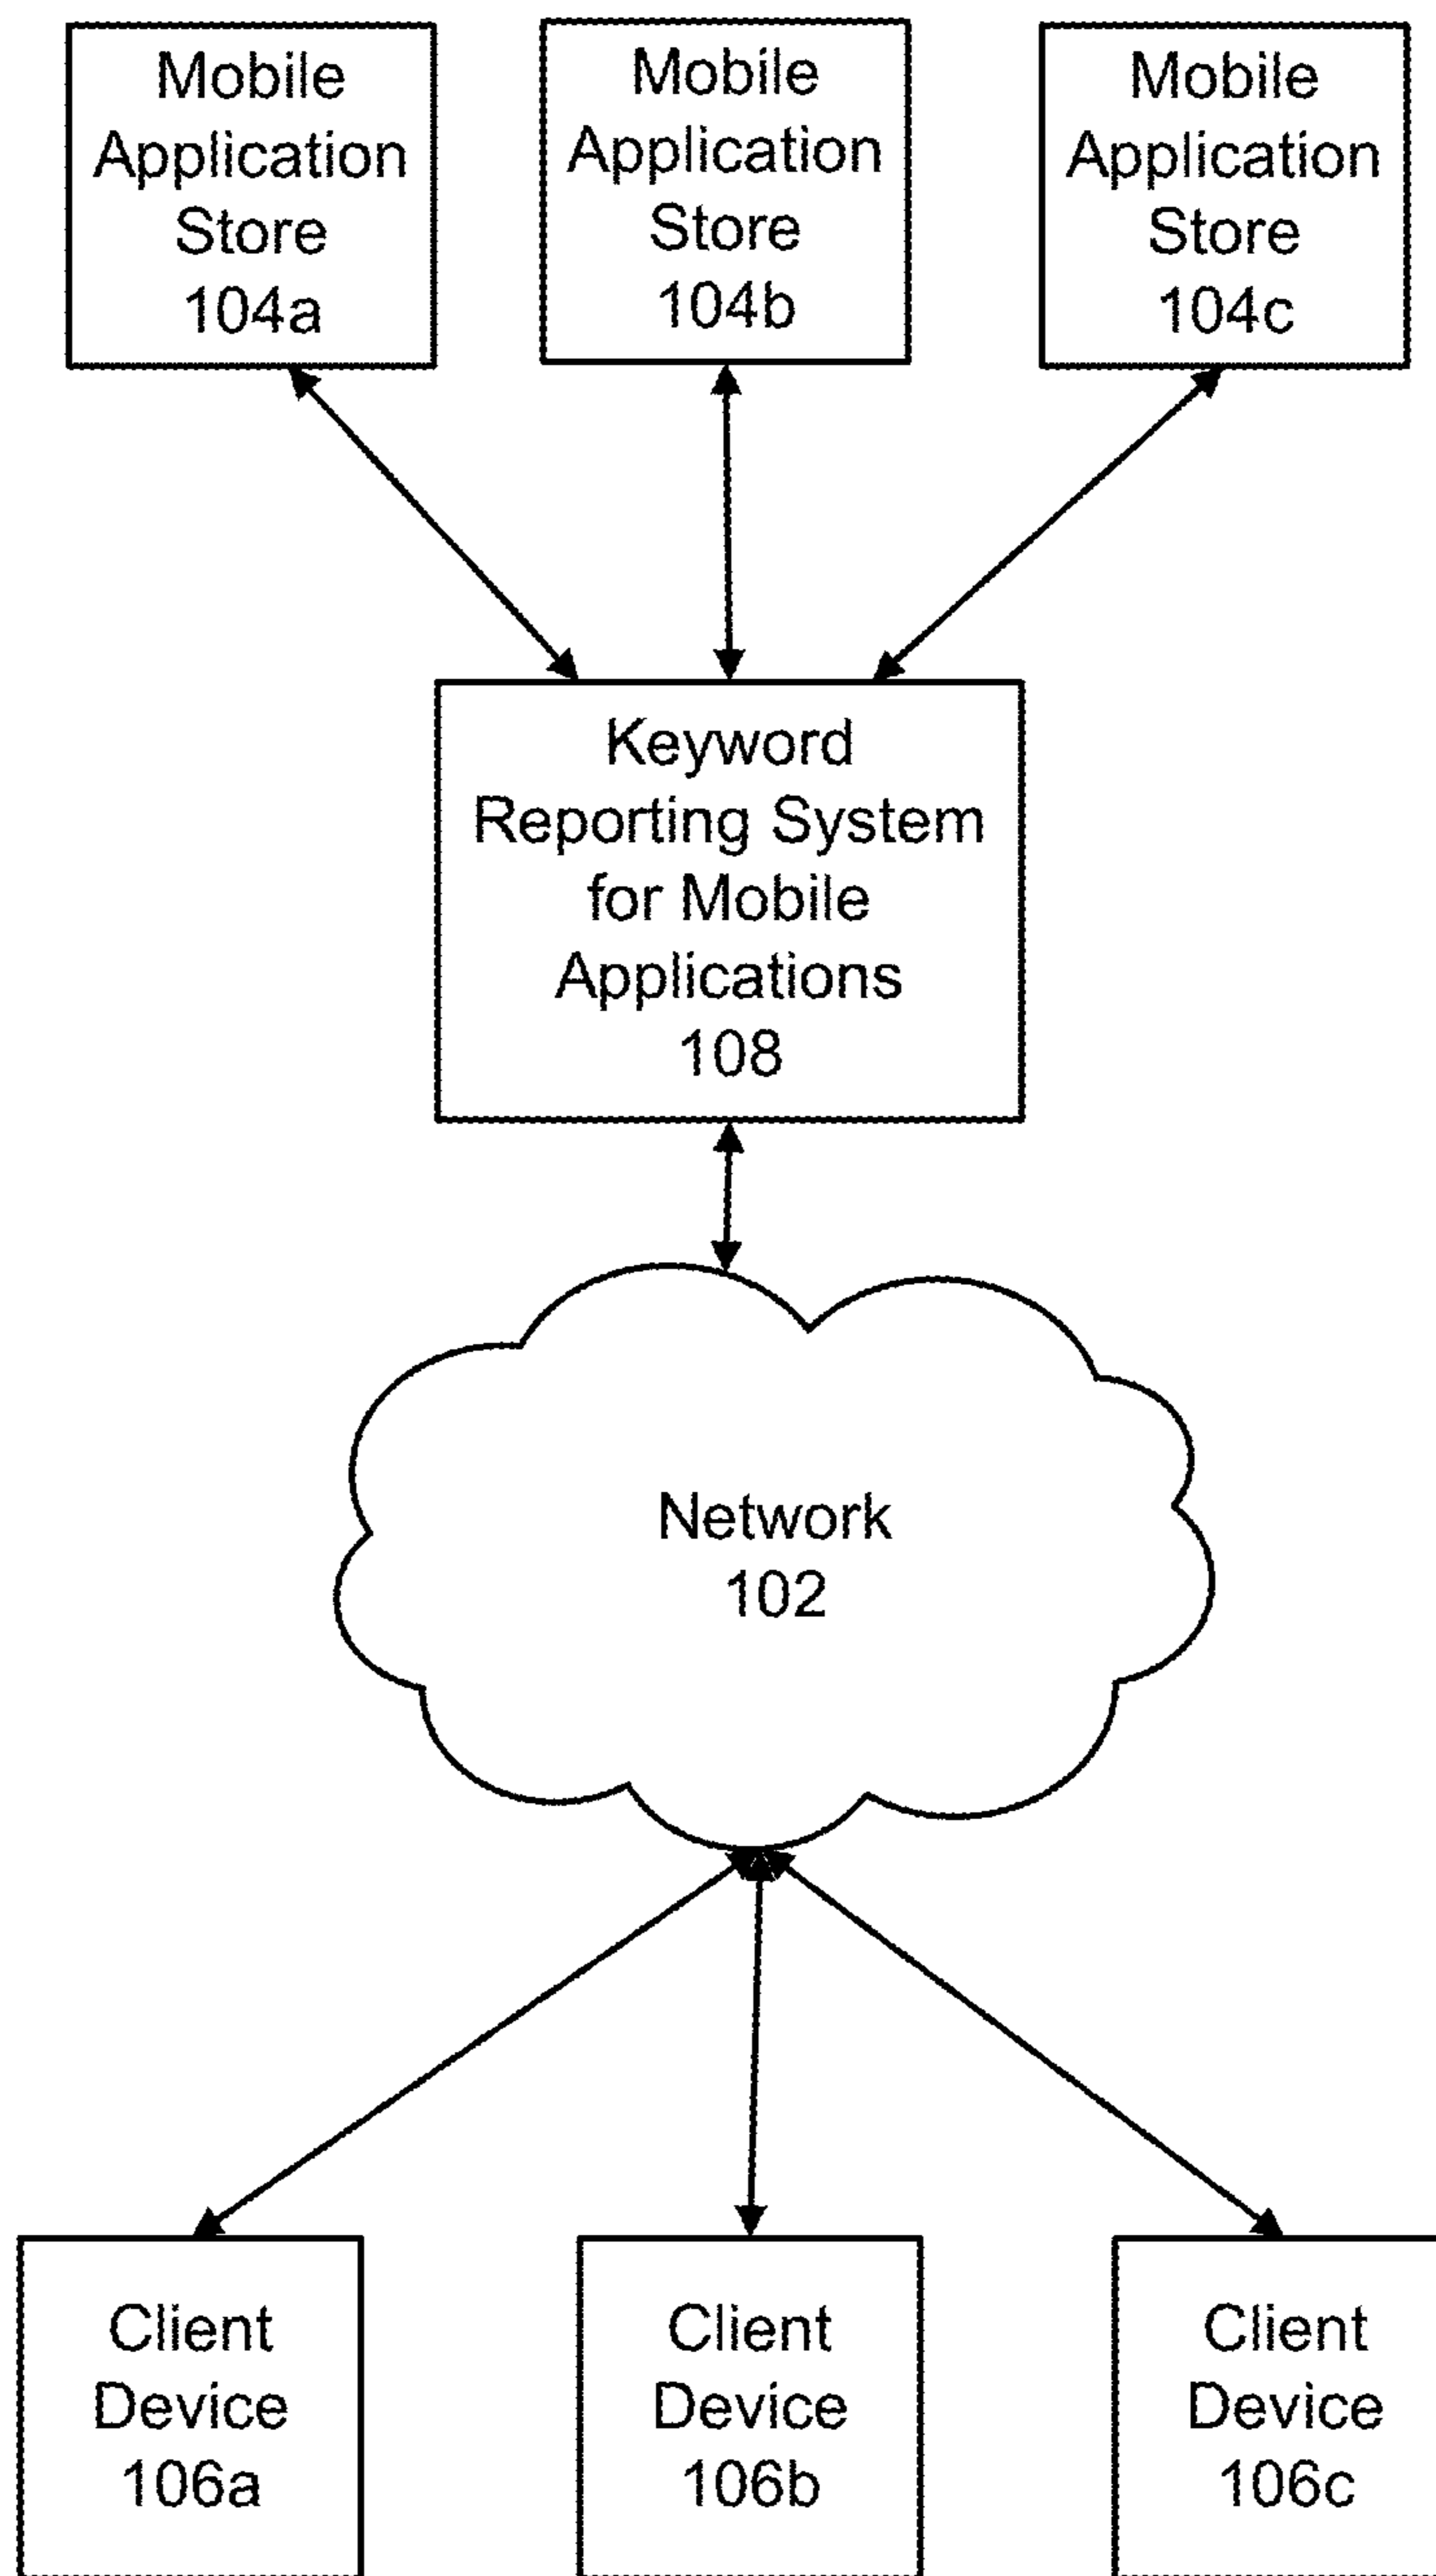 Mobile
Application
Store
104a
Mobile
Application
Store
104b
Mobile
Application
Store
104c
Keyword
Reporting System
for Mobile
Applications
108
Network
102
Client
Device
106a
Client
Device
106b
Client
Device
106c